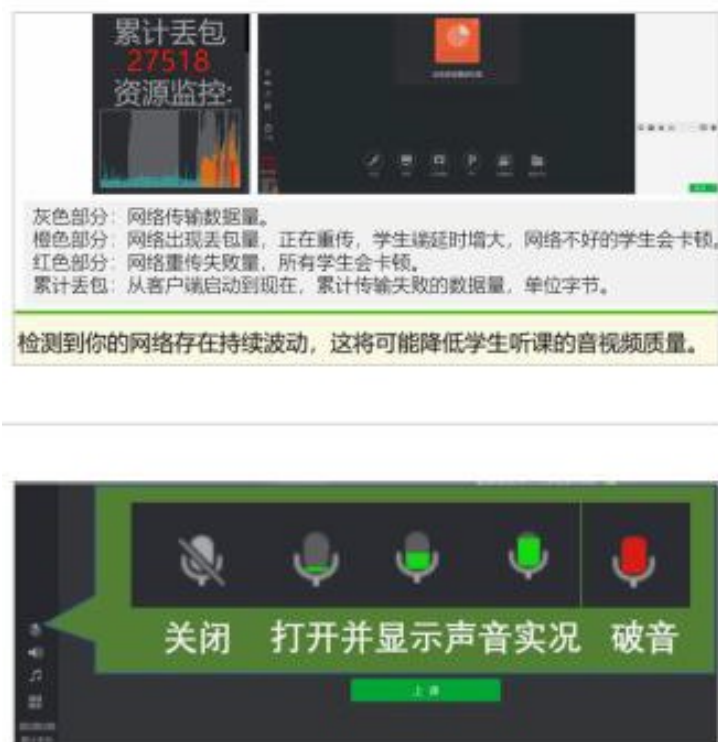 累计丢包
27518
资源监控:
灰色部分：网络传输数据量。
橙色部分：网络出现丢包量，正在重传，学生端延时增大，网络不好的学生会卡顿。
红色部分：网络重传失败量，所有学生会卡顿。
累计丢包：从客户端启动到现在，累计传输失败的数据量，单位字节。
检测到你的网络存在持续波动，这将可能降低学生听课的音视频质量。
关闭 打开并显示声音实况 破音
上课